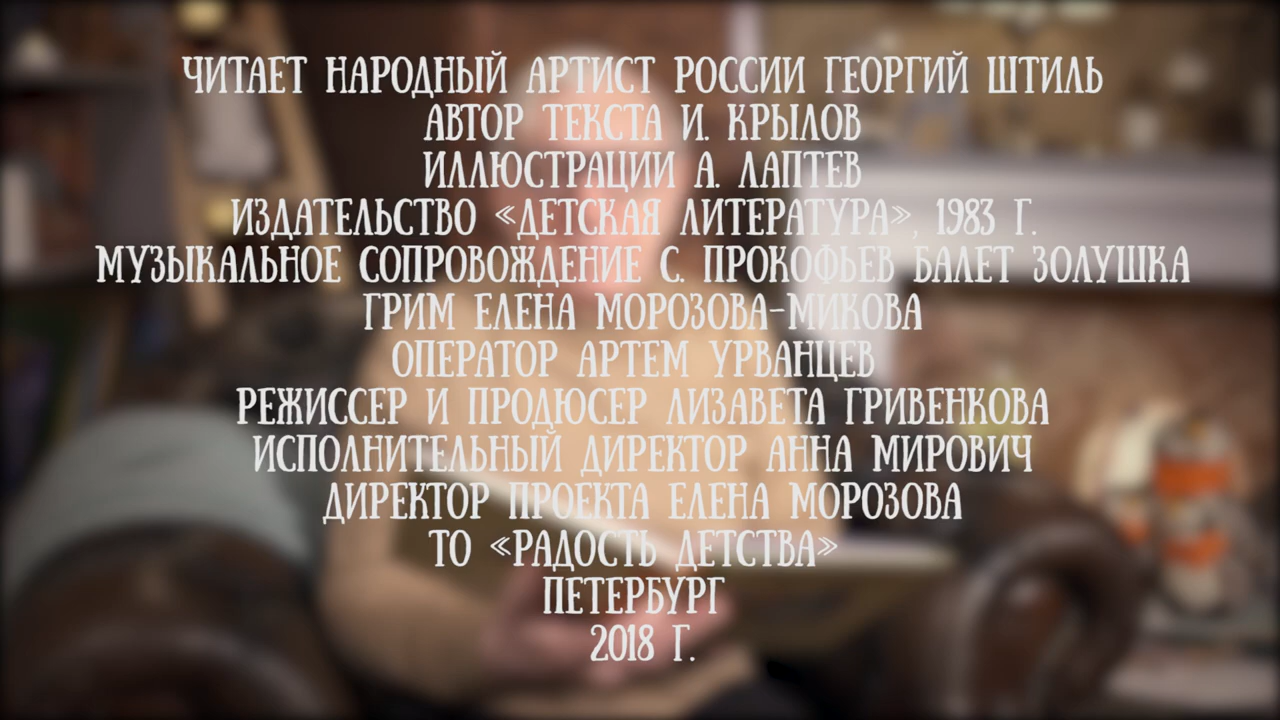 ЧИТАЕТ НАРОДНЫЙ АРТИСТ РОССИИ ГЕОРГИЙ ШТИЛЬ
АВТОР ТЕКСТА И. КРЫЛОВ
ИЛЛЮСТРАЦИИ А. ЛАПТЕВ
ИЗДАТЕЛЬСТВО «ДЕТСКАЯ ЛИТЕРАТУРА», 1983 Г.
МУЗЫКАЛЬНОЕ СОПРОВОЖДЕНИЕ С. ПРОКОФЬЕВ БАЛЕТ ЗОЛУШКА
ГРИМ ЕЛЕНА МОРОЗОВА-МИКОВА
ОПЕРАТОР АРТЕМ УРВАНЦЕВ
РЕЖИССЕР И ПРОДЮСЕР ЛИЗАВЕТА ГРИВЕНКОВА
ИСПОЛНИТЕЛЬНЫЙ ДИРЕКТОР АННА МИРОВИЧ
ДИРЕКТОР ПРОЕКТА ЕЛЕНА МОРОЗОВА
ТО «РАДОСТЬ ДЕТСТВА»
ПЕТЕРБУРГ
2018 Г.